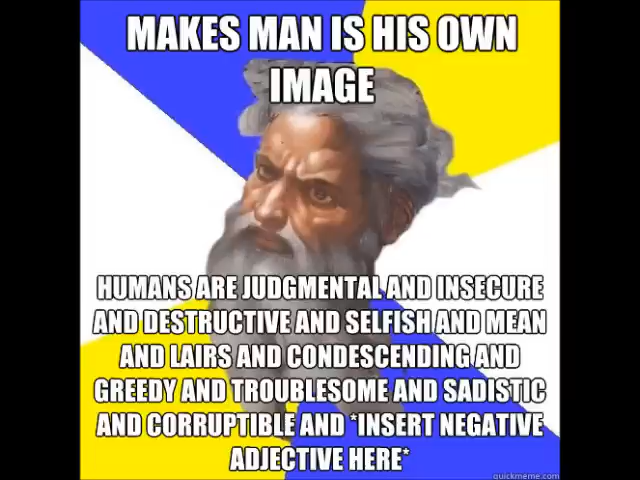 MAKES MAN IS HIS OWN
IMAGE
HUMANS ARE JUDGMENTAL AND INSECURE
AND DESTRUCTIVE AND SELFISH AND MEAN
AND LAIRS AND CONDESCENDING AND
GREEDY AND TROUBLESOME AND SADISTIC
AND CORRUPTIBLE AND *INSERT NEGATIVE
ADJECTIVE HERE*
quickmeme.com